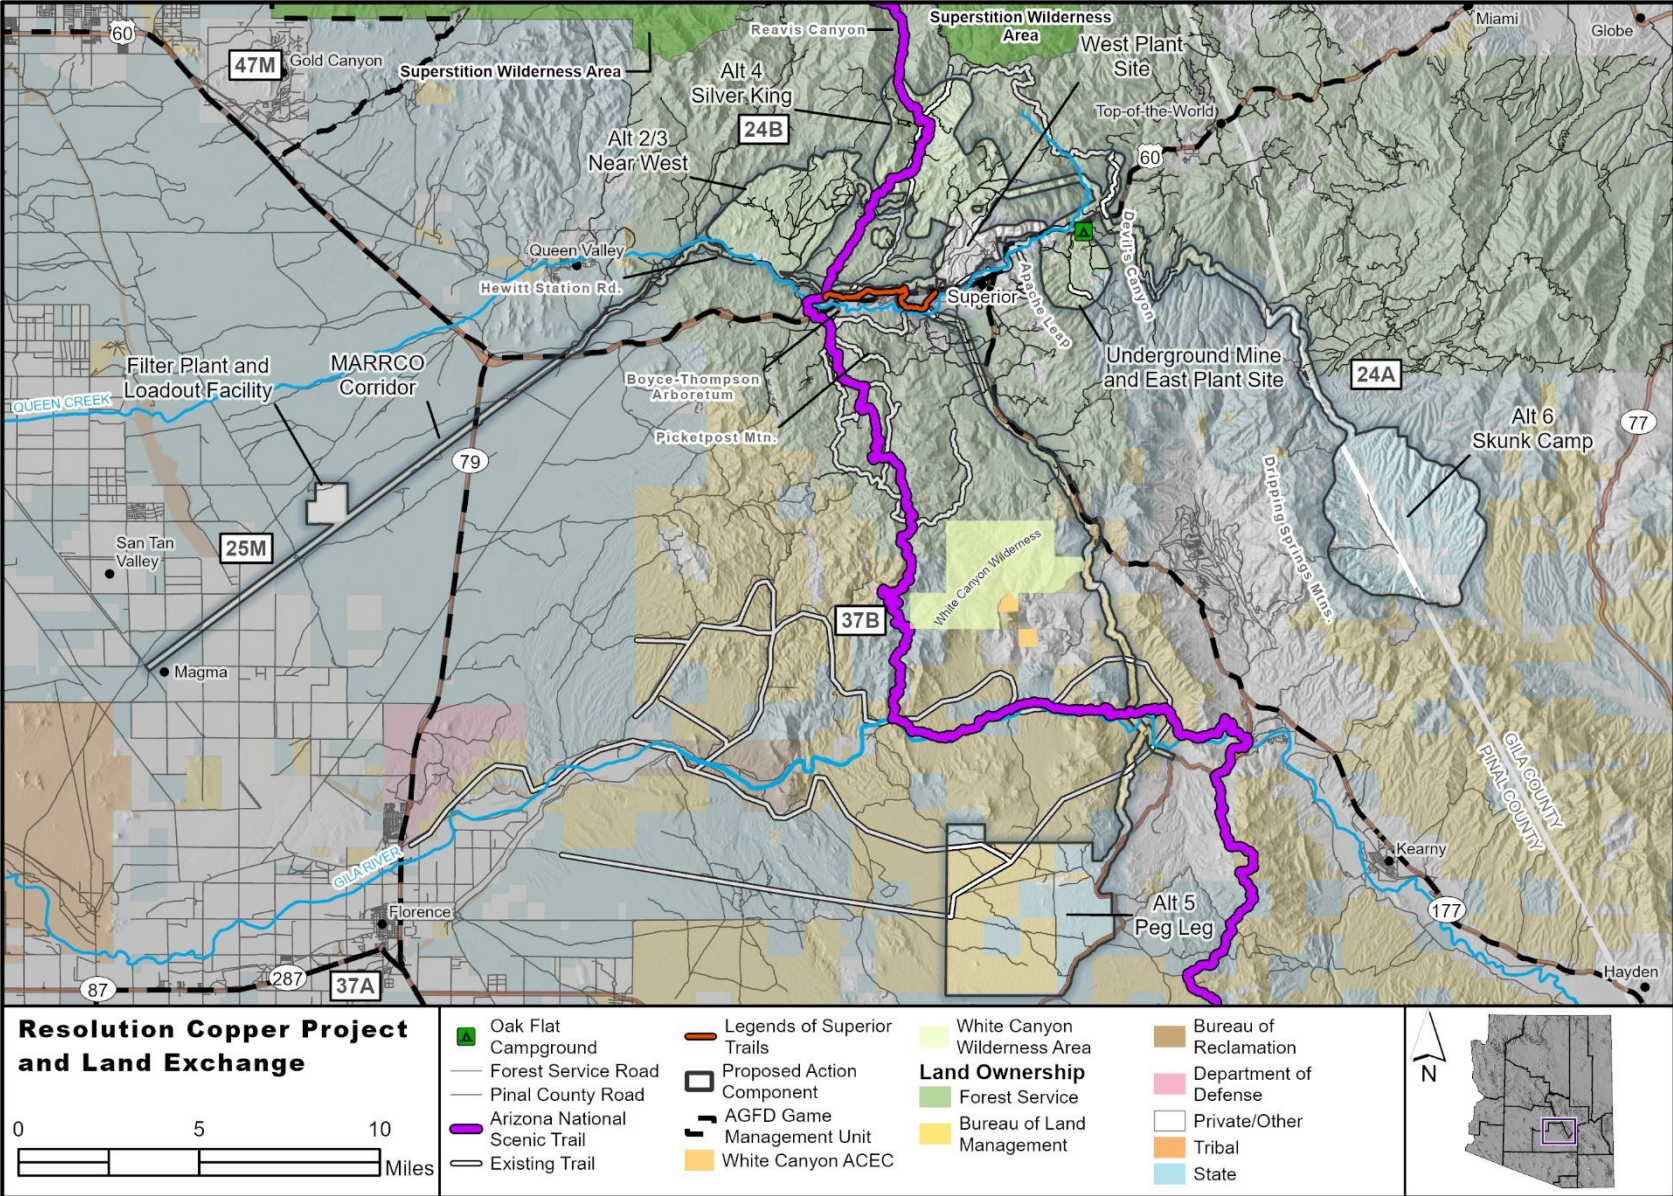 60
47M
Gold Canyon
Superstition Wilderness Area
Reavis Canyon
Superstition Wilderness
Area
Miami
Globe
West Plant
Site
Alt 4
Silver King
24B
Top-of-the-World
Alt 2/3
Near West
60
Devil's Canyon
Queen Valley
Hewitt Station Rd.
Superior
Apache Leap
Filter Plant and
Loadout Facility
MARRCO
Corridor
Boyce-Thompson
Arboretum
Underground Mine
and East Plant Site
24A
QUEEN CREEK
Picketpost Mtn.
Alt 6
Skunk Camp
77
79
Dripping Springs Mtns.
San Tan
Valley
25M
White Canyon Wilderness
37B
Magma
GILA COUNTY
PINAL COUNTY
GILA RIVER
Kearny
Florence
Alt 5
Peg Leg
177
287
87
37A
Hayden
Resolution Copper Project
and Land Exchange
0 5 10
Miles
Oak Flat
Campground
Forest Service Road
Pinal County Road
Arizona National
Scenic Trail
Existing Trail
Legends of Superior
Trails
Proposed Action
Component
AGFD Game
Management Unit
White Canyon ACEC
White Canyon
Wilderness Area
Land Ownership
Forest Service
Bureau of Land
Management
Bureau of
Reclamation
Department of
Defense
Private/Other
Tribal
State
N